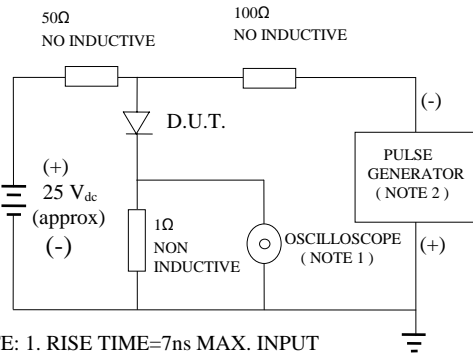 50Ω
NO INDUCTIVE
100Ω
NO INDUCTIVE
D.U.T.
(-)
PULSE
GENERATOR
( NOTE 2 )
(+)
(+)
25 Vdc
(approx)
(-)
1Ω
NON
INDUCTIVE
OSCILLOSCOPE
( NOTE 1 )
TE: 1. RISE TIME=7ns MAX. INPUT